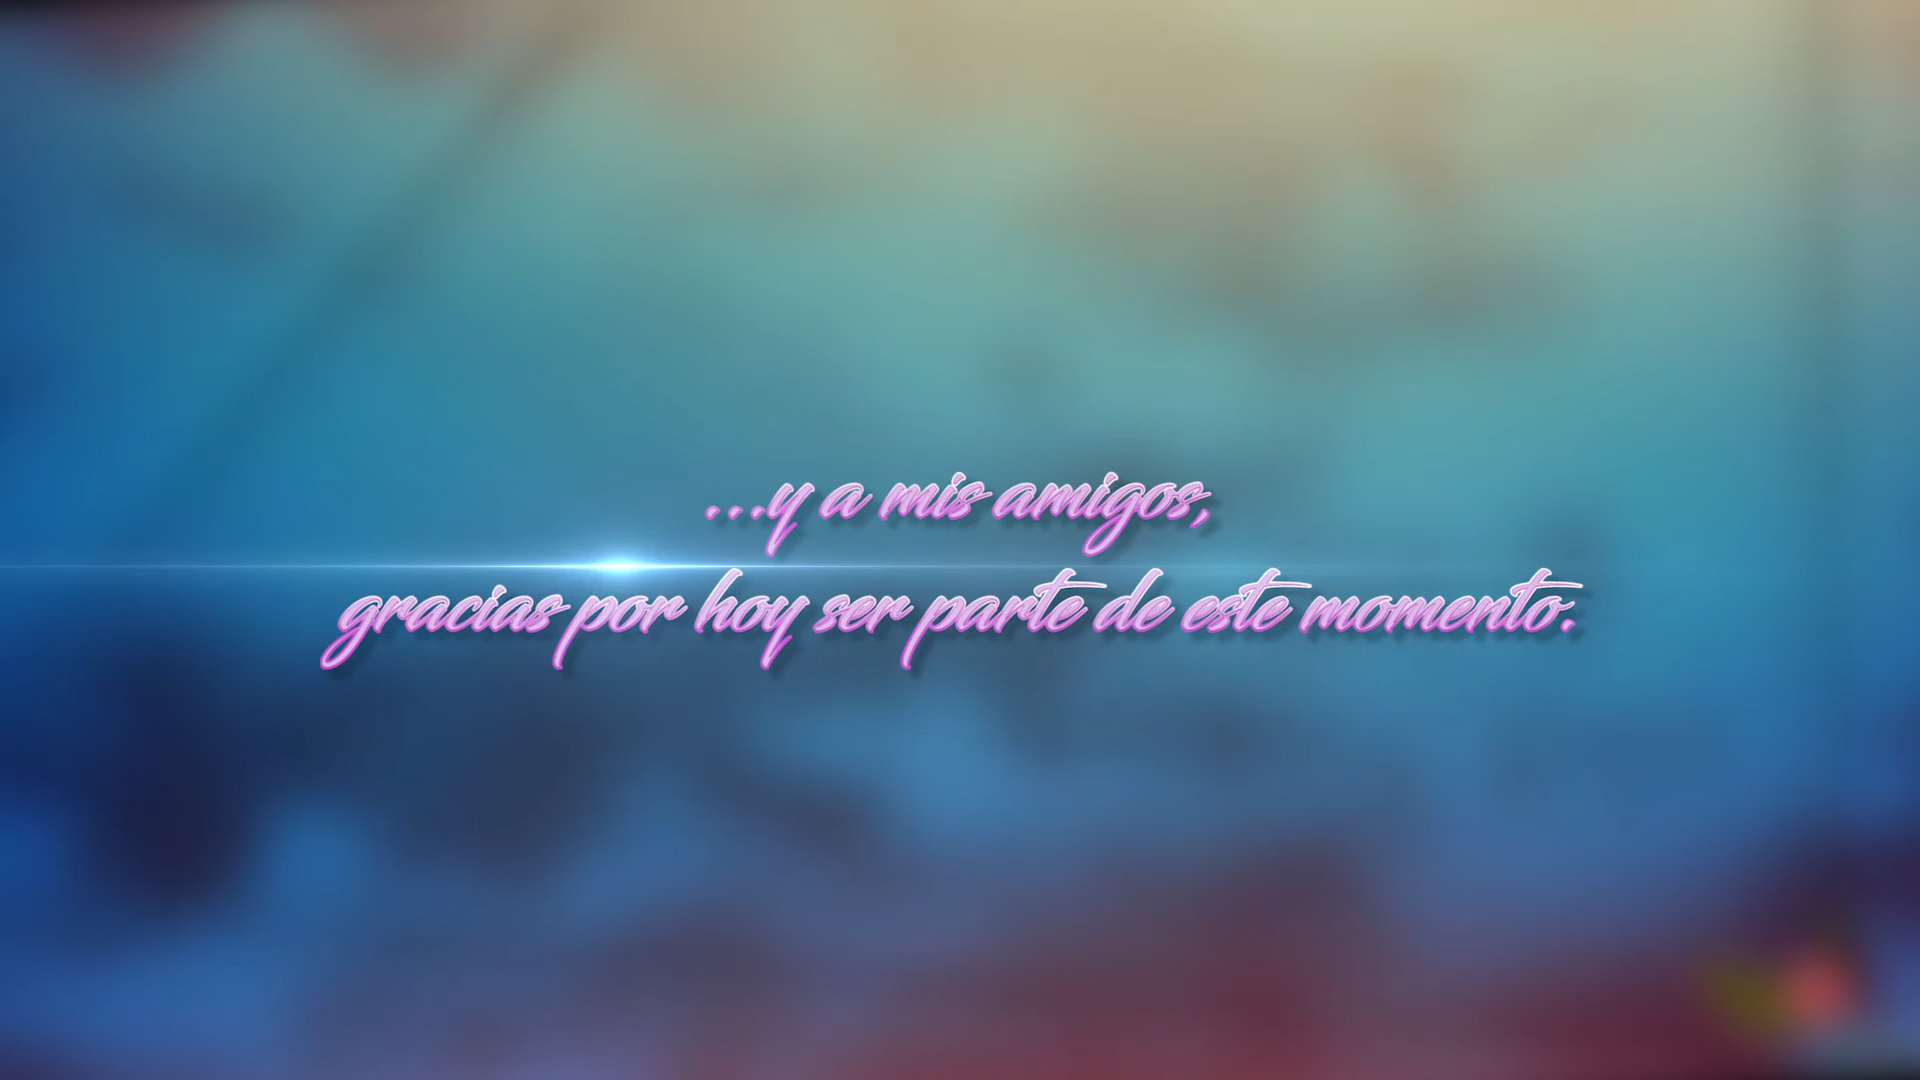 ...y a mis amigos,
gracias por hoy ser parte de este momento.